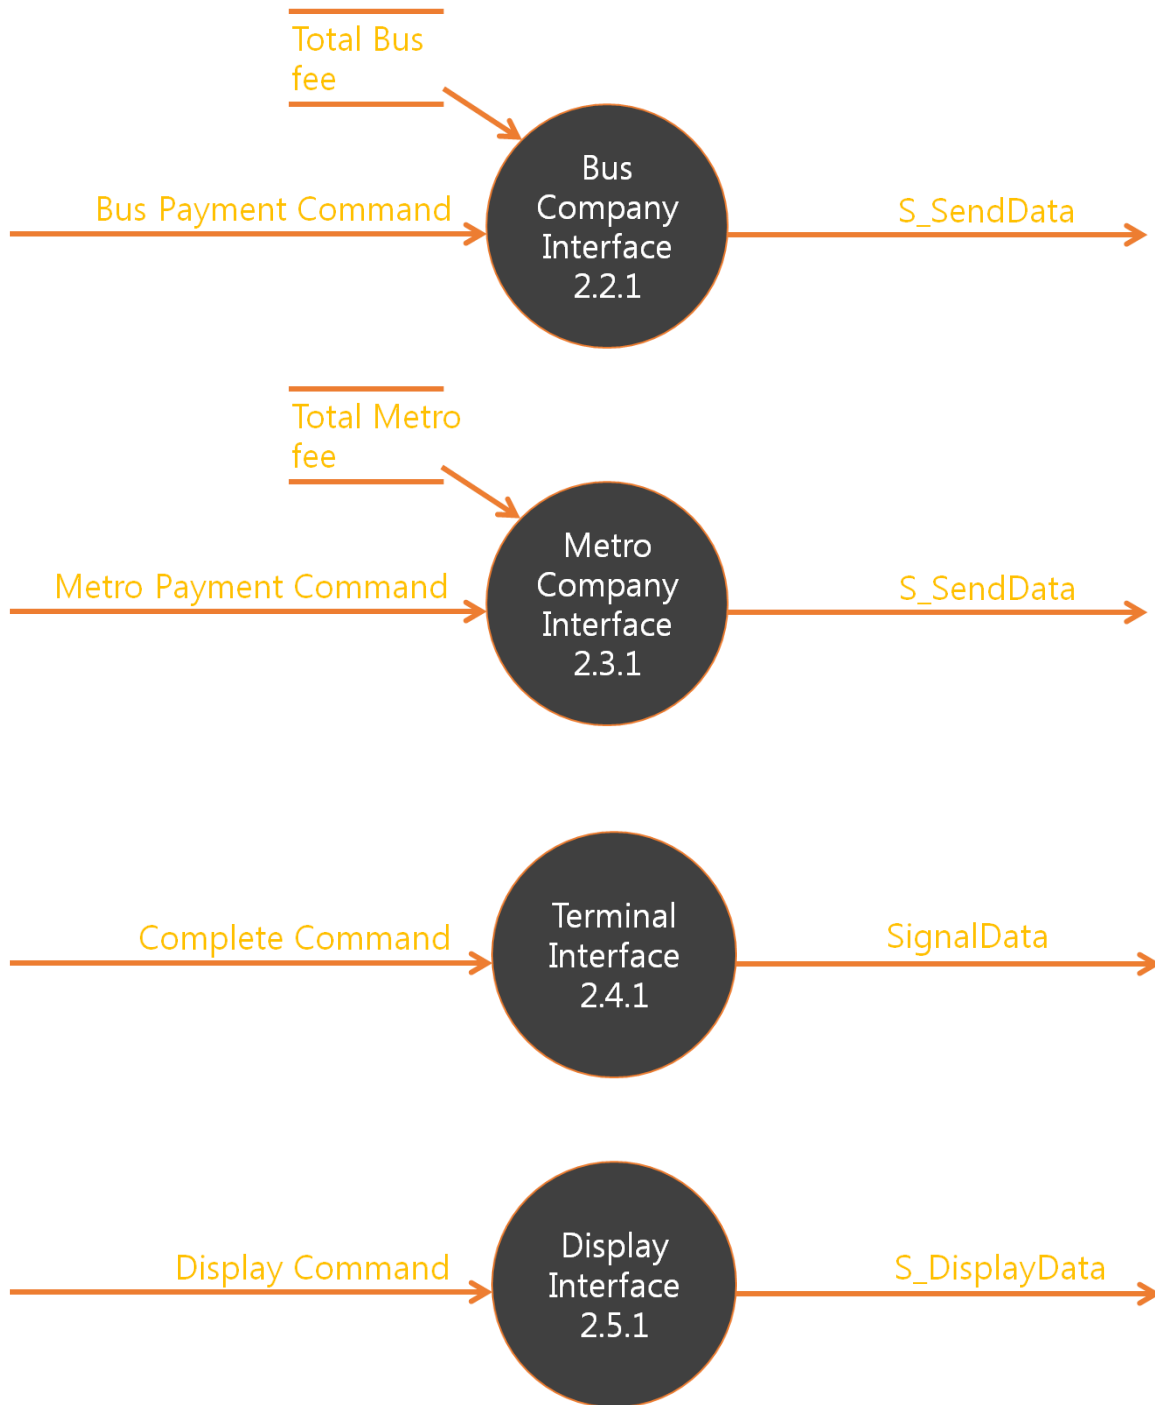 Total Bus
fee
Bus Payment Command
Bus
Company
Interface
2.2.1
S_SendData
Total Metro
fee
Metro Payment Command
Metro
Company
Interface
2.3.1
S_SendData
Complete Command
Terminal
Interface
2.4.1
SignalData
Display Command
Display
Interface
2.5.1
S_DisplayData